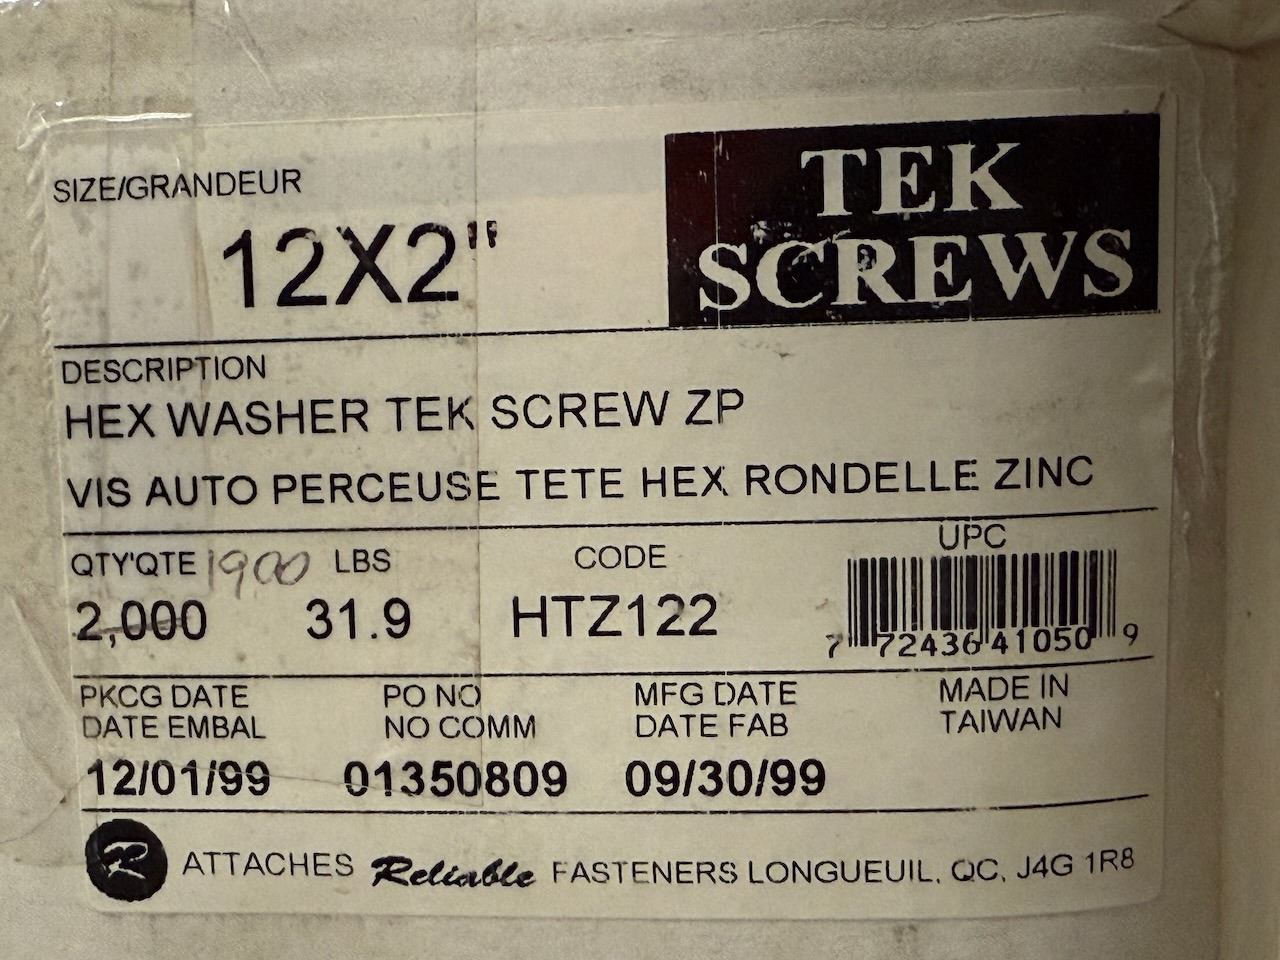 SIZE/GRANDEUR
12X2"
TEK
SCREWS
DESCRIPTION
HEX WASHER TEK SCREW ZP
VIS AUTO PERCEUSE TETE HEX RONDELLE ZINC
QTY'QTE 1900 LBS CODE UPC
2,000 31.9 HTZ122
7 72436 41050 9
PKCG DATE PO NO MFG DATE MADE IN
DATE EMBAL NO COMM DATE FAB TAIWAN
12/01/99 01350809 09/30/99
R ATTACHES Reliable FASTENERS LONGUEUIL, QC, J4G 1R8